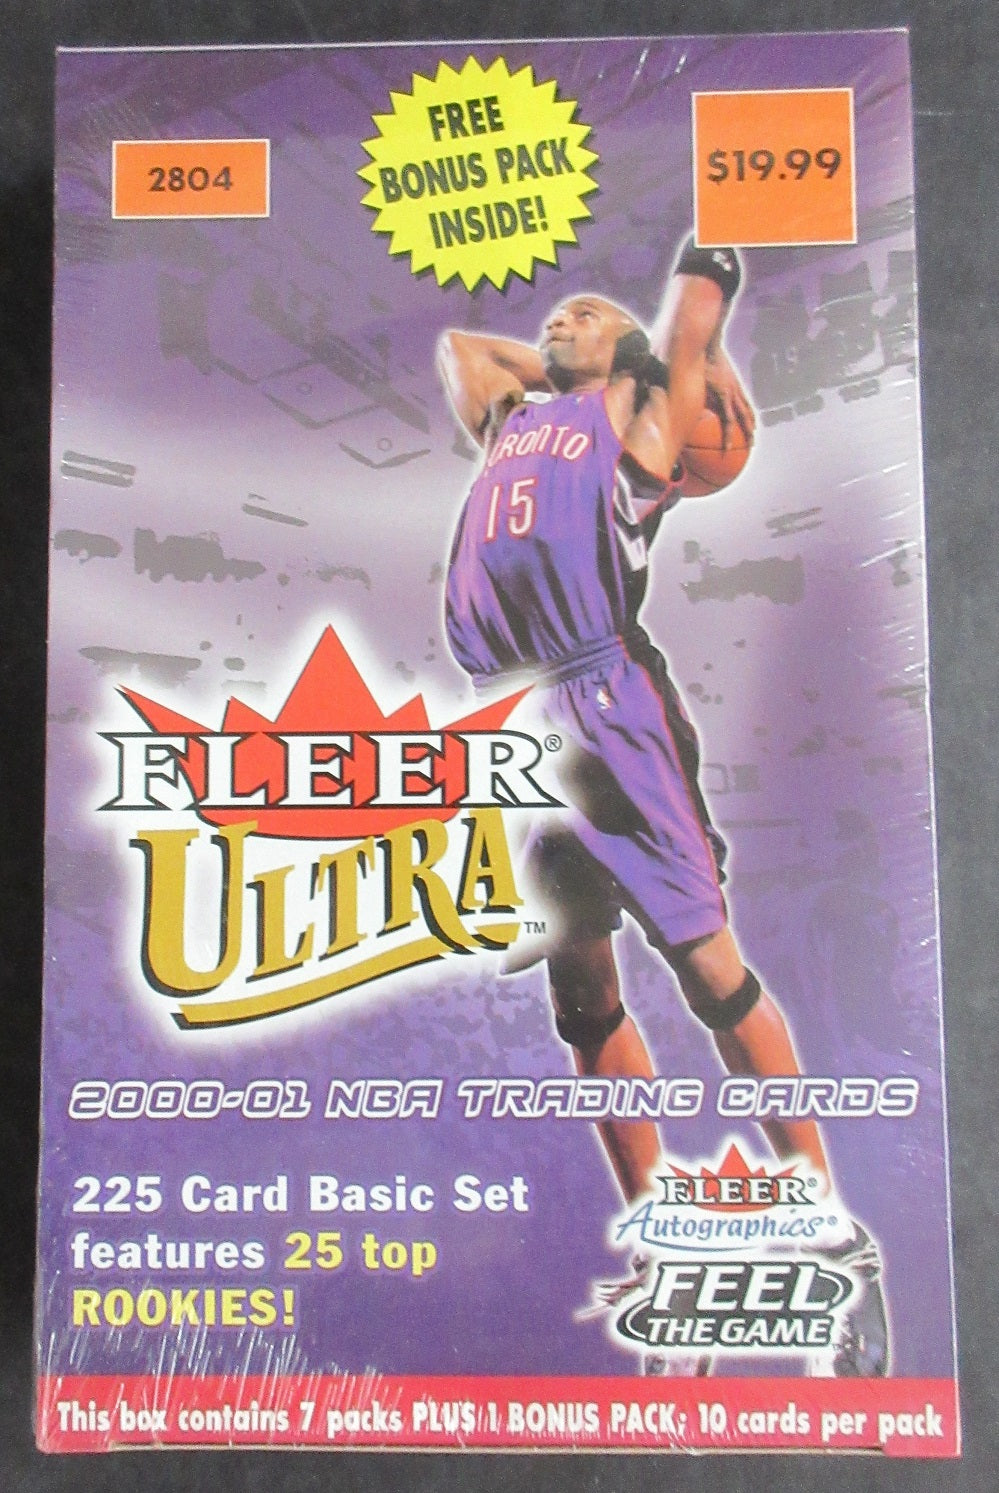 2804
FREE
BONUS PACK
INSIDE!
$19.99
TORONTO
15
FLEER®
ULTRA™
2000-01 NBA TRADING CARDS
225 Card Basic Set
features 25 top
ROOKIES!
FLEER®
Autographics®
FEEL
THE GAME™
This box contains 7 packs PLUS 1 BONUS PACK; 10 cards per pack